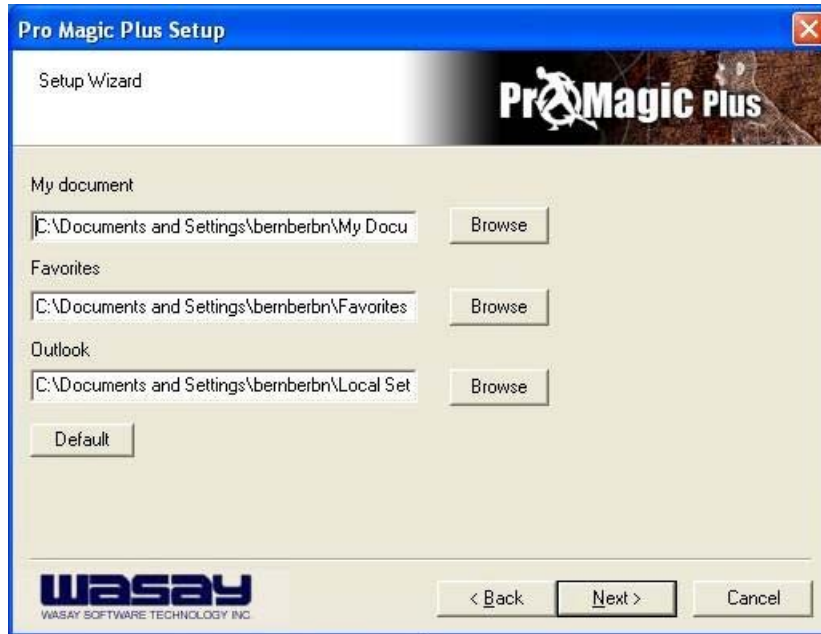 Pro Magic Plus Setup
Setup Wizard
Pro Magic Plus
My document
C:\Documents and Settings\bernberbn\My Docu
Browse
Favorites
C:\Documents and Settings\bernberbn\Favorites
Browse
Outlook
C:\Documents and Settings\bernberbn\Local Set
Browse
Default
wasay
WASAY SOFTWARE TECHNOLOGY INC.
< Back
Next >
Cancel